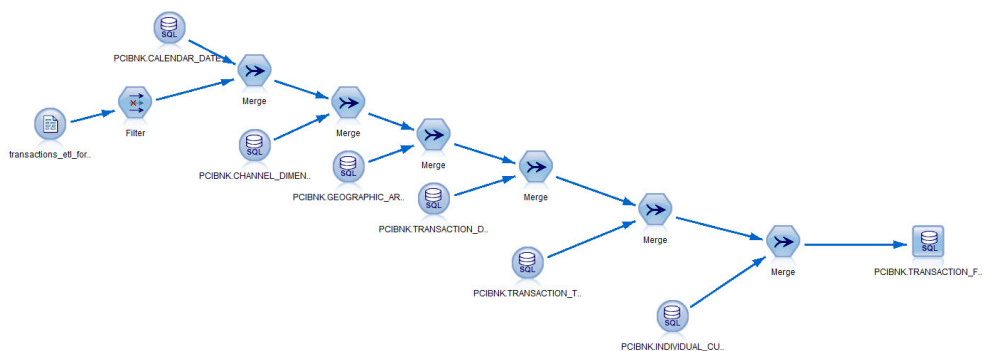 SQL
PCIBNK.CALENDAR_DATE..
Merge
Filter
transactions_etl_for..
Merge
SQL
PCIBNK.CHANNEL_DIMEN..
Merge
SQL
PCIBNK.GEOGRAPHIC_AR..
Merge
SQL
PCIBNK.TRANSACTION_D..
Merge
SQL
PCIBNK.TRANSACTION_T..
Merge
SQL
PCIBNK.TRANSACTION_F..
SQL
PCIBNK.INDIVIDUAL_CU..